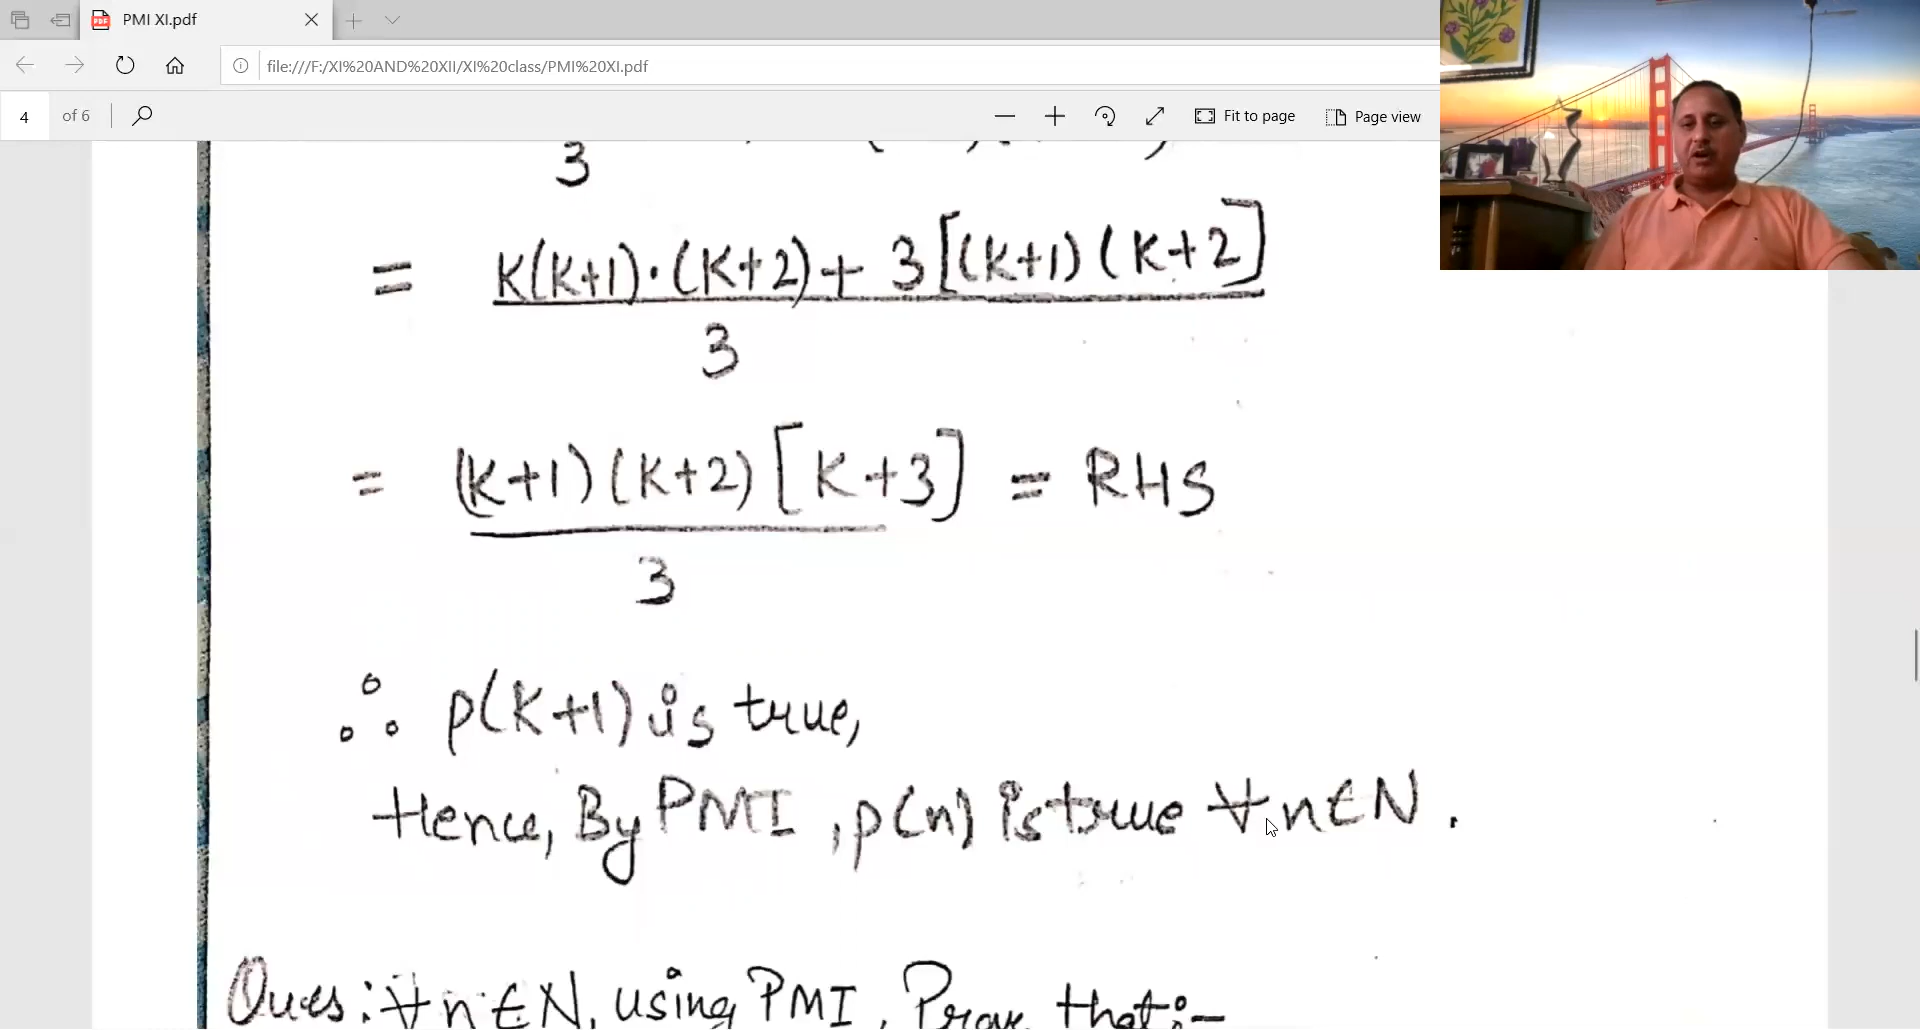 PMI XI.pdf
file:///F:/XI%20AND%20XII/XI%20class/PMI%20XI.pdf
4 of 6 Fit to page Page view
3
= K(K+1)·(K+2)+ 3[(K+1)(K+2]
3
= (K+1)(K+2)[K+3] = RHS
3
∴ p(K+1) is true,
Hence, By PMI, p(n) is true ∀n∈N.
Ques:∀n∈N, using PMI, Prove that:-